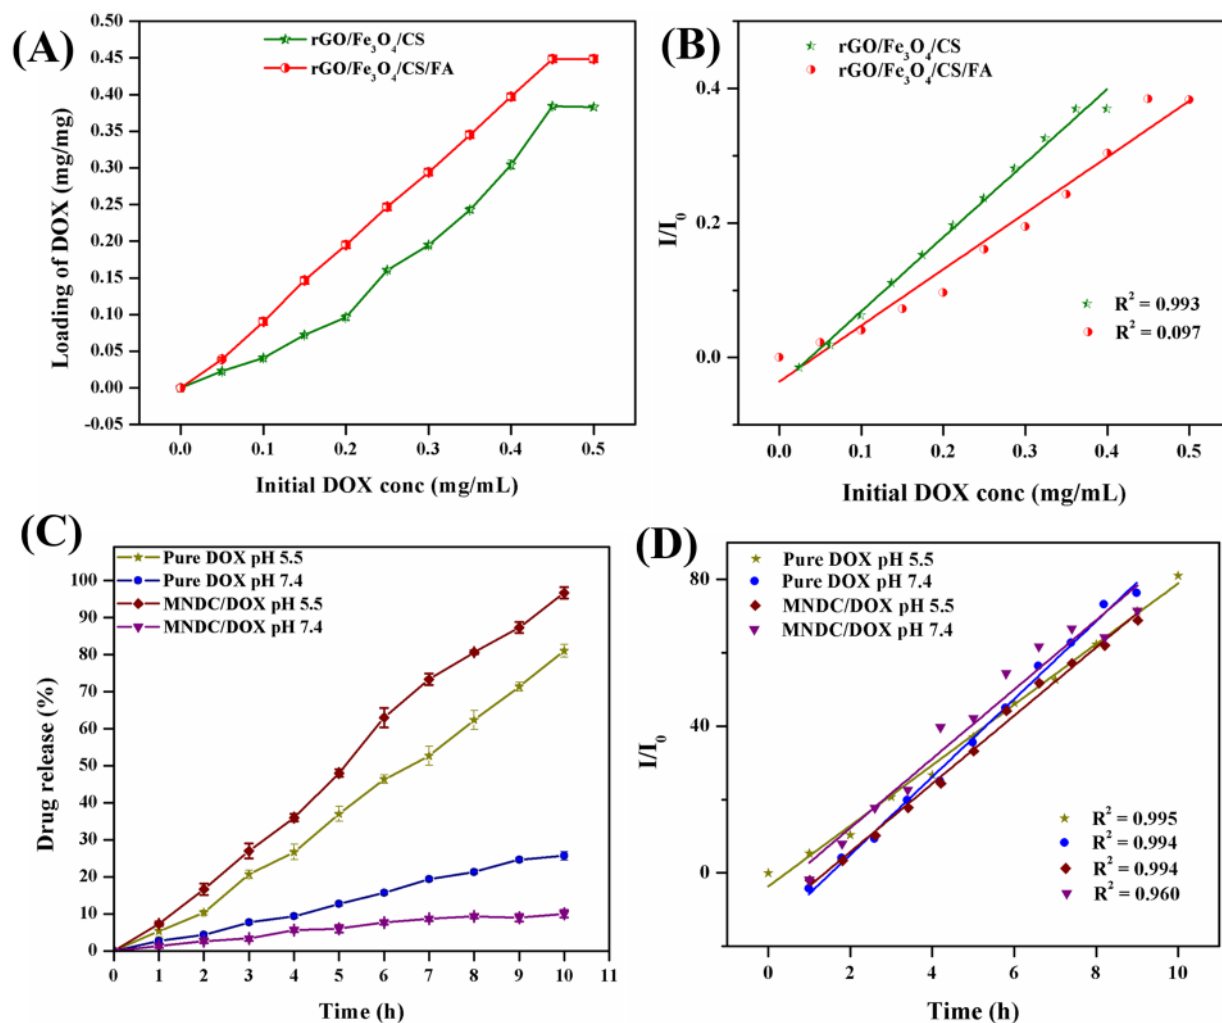 (A)
rGO/Fe₃O₄/CS
rGO/Fe₃O₄/CS/FA
0.50
0.45
0.40
0.35
0.30
0.25
0.20
0.15
0.10
0.05
0.00
-0.05
Loading of DOX (mg/mg)
0.0 0.1 0.2 0.3 0.4 0.5
Initial DOX conc (mg/mL)
(B)
rGO/Fe₃O₄/CS
rGO/Fe₃O₄/CS/FA
0.4
0.2
0.0
I/I₀
R² = 0.993
R² = 0.097
0.0 0.1 0.2 0.3 0.4 0.5
Initial DOX conc (mg/mL)
(C)
Pure DOX pH 5.5
Pure DOX pH 7.4
MNDC/DOX pH 5.5
MNDC/DOX pH 7.4
100
90
80
70
60
50
40
30
20
10
0
Drug release (%)
0 1 2 3 4 5 6 7 8 9 10
Time (h)
(D)
Pure DOX pH 5.5
Pure DOX pH 7.4
MNDC/DOX pH 5.5
MNDC/DOX pH 7.4
80
40
0
I/I₀
R² = 0.995
R² = 0.994
R² = 0.994
R² = 0.960
0 2 4 6 8 10
Time (h)